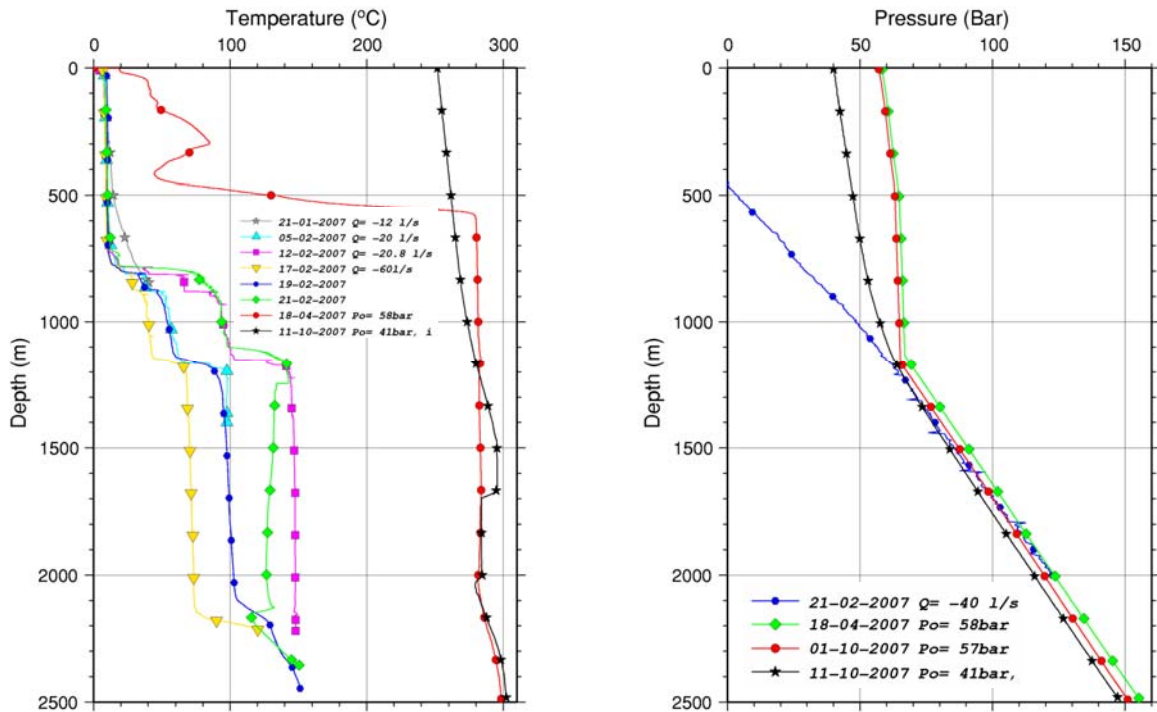 Temperature (°C)
0 100 200 300
0
500
1000
1500
2000
2500
Depth (m)
21-01-2007 Q= -12 l/s
05-02-2007 Q= -20 l/s
12-02-2007 Q= -20.8 l/s
17-02-2007 Q= -60l/s
19-02-2007
21-02-2007
18-04-2007 Po= 58bar
11-10-2007 Po= 41bar, i
Pressure (Bar)
0 50 100 150
0
500
1000
1500
2000
2500
Depth (m)
21-02-2007 Q= -40 l/s
18-04-2007 Po= 58bar
01-10-2007 Po= 57bar
11-10-2007 Po= 41bar,